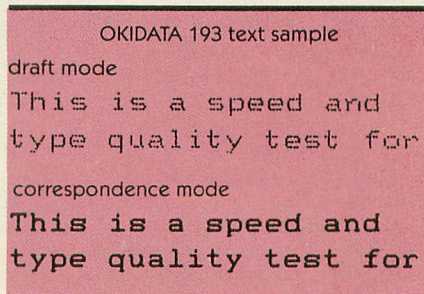 OKIDATA 193 text sample
draft mode
This is a speed and
type quality test for
correspondence mode
This is a speed and
type quality test for